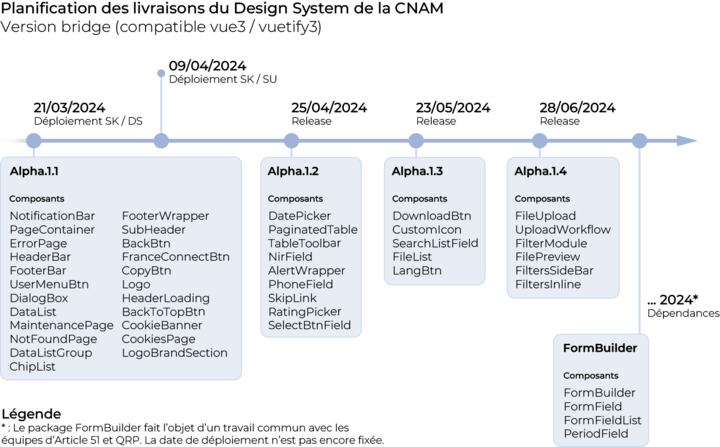 Planification des livraisons du Design System de la CNAM
Version bridge (compatible vue3 / vuetify3)
09/04/2024
Déploiement SK / SU
21/03/2024
Déploiement SK / DS
25/04/2024
Release
23/05/2024
Release
28/06/2024
Release
Alpha.1.1
Composants
NotificationBar
PageContainer
ErrorPage
HeaderBar
FooterBar
UserMenuBtn
DialogBox
DataList
MaintenancePage
NotFoundPage
DataListGroup
ChipList
FooterWrapper
SubHeader
BackBtn
FranceConnectBtn
CopyBtn
Logo
HeaderLoading
BackToTopBtn
CookieBanner
CookiesPage
LogoBrandSection
Alpha.1.2
Composants
DatePicker
PaginatedTable
TableToolbar
NirField
AlertWrapper
PhoneField
SkipLink
RatingPicker
SelectBtnField
Alpha.1.3
Composants
DownloadBtn
CustomIcon
SearchListField
FileList
LangBtn
Alpha.1.4
Composants
FileUpload
UploadWorkflow
FilterModule
FilePreview
FiltersSideBar
FiltersInline
... 2024*
Dépendances
FormBuilder
Composants
FormBuilder
FormField
FormFieldList
PeriodField
Légende
* : Le package FormBuilder fait l'objet d'un travail commun avec les
équipes d'Article 51 et QRP. La date de déploiement n'est pas encore fixée.